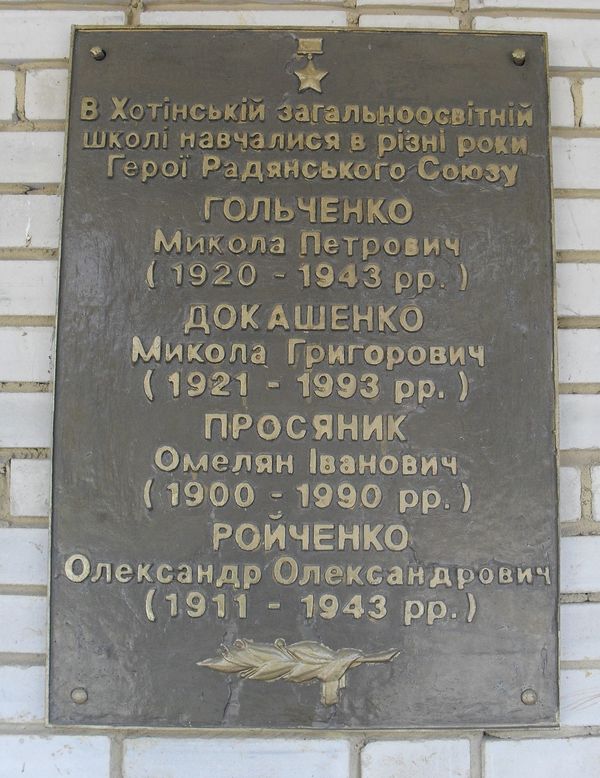 В Хотінській загальноосвітній
школі навчалися в різні роки
Герої Радянського Союзу
ГОЛЬЧЕНКО
Микола Петрович
(1920 - 1943 рр.)
ДОКАШЕНКО
Микола Григорович
(1921 - 1993 рр.)
ПРОСЯНИК
Омелян Іванович
(1900 - 1990 рр.)
РОЙЧЕНКО
Олександр Олександрович
(1911 - 1943 рр.)